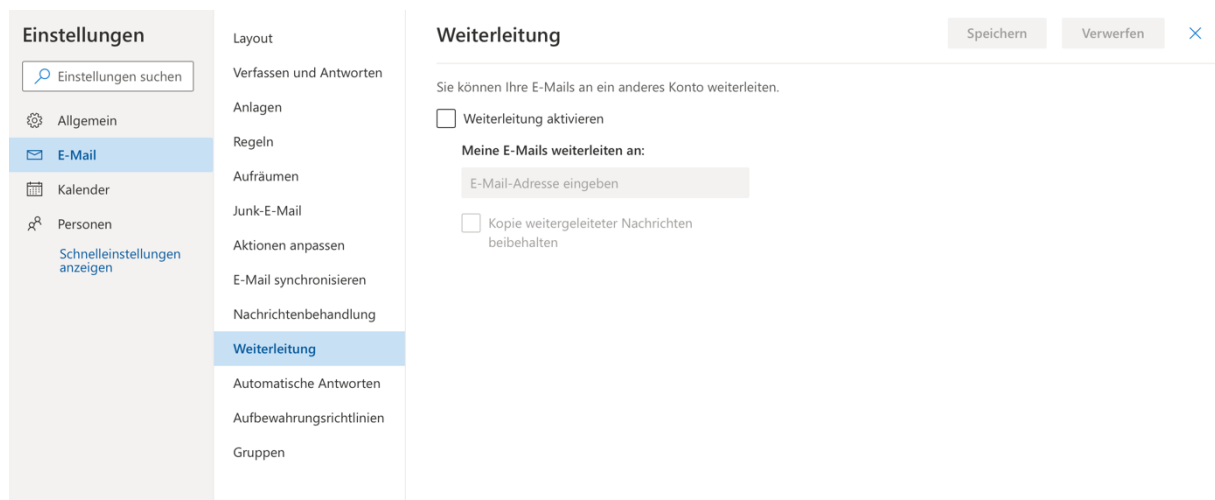 Einstellungen
Einstellungen suchen
Allgemein
E-Mail
Kalender
Personen
Schnelleinstellungen
anzeigen
Layout
Verfassen und Antworten
Anlagen
Regeln
Aufräumen
Junk-E-Mail
Aktionen anpassen
E-Mail synchronisieren
Nachrichtenbehandlung
Weiterleitung
Automatische Antworten
Aufbewahrungsrichtlinien
Gruppen
Weiterleitung
Speichern
Verwerfen
Sie können Ihre E-Mails an ein anderes Konto weiterleiten.
Weiterleitung aktivieren
Meine E-Mails weiterleiten an:
E-Mail-Adresse eingeben
Kopie weitergeleiteter Nachrichten
beibehalten